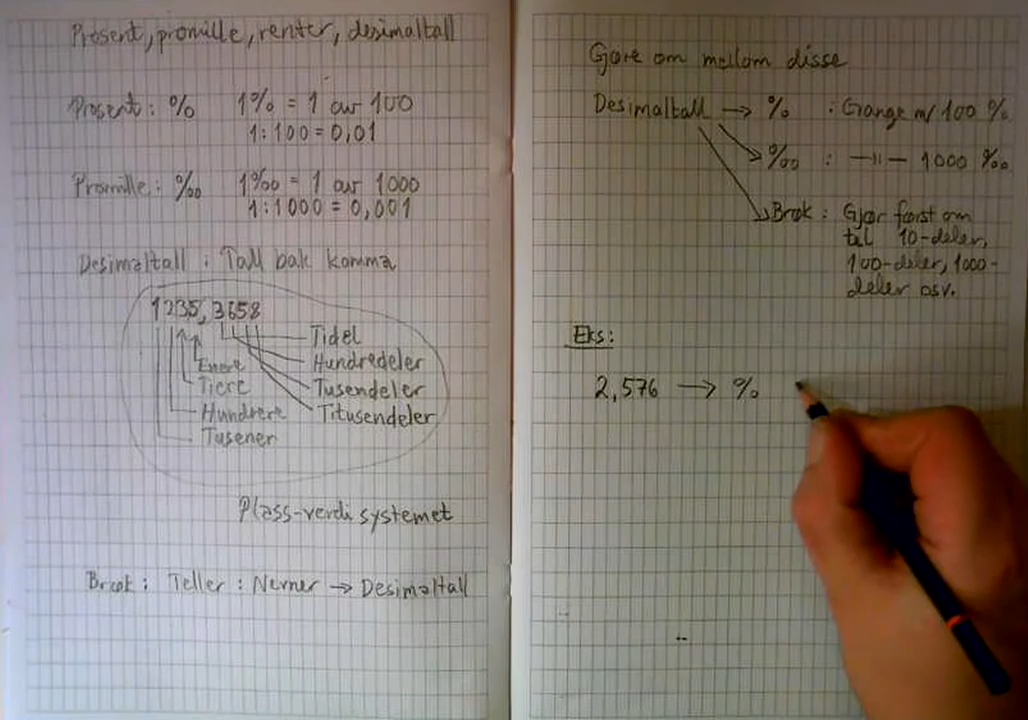 Prosent, promille, renter, desimaltall
Prosent: % 1% = 1 av 100
1:100 = 0,01
Promille: ‰ 1‰ = 1 av 1000
1:1000 = 0,001
Desimaltall: Tall bak komma
1235,3658
Tidel
Enere
Hundredeler
Tiere
Tusendeler
Hundrere
Titusendeler
Tusener
Plass-verdi systemet
Brøk: Teller : Nevner → Desimaltall
Gjøre om mellom disse
Desimaltall → % : Gange m/ 100 %
‰ : —〃— 1000 ‰
Brøk: Gjør først om
til 10-deler,
100-deler, 1000-
deler osv.
Eks:
2,576 → %